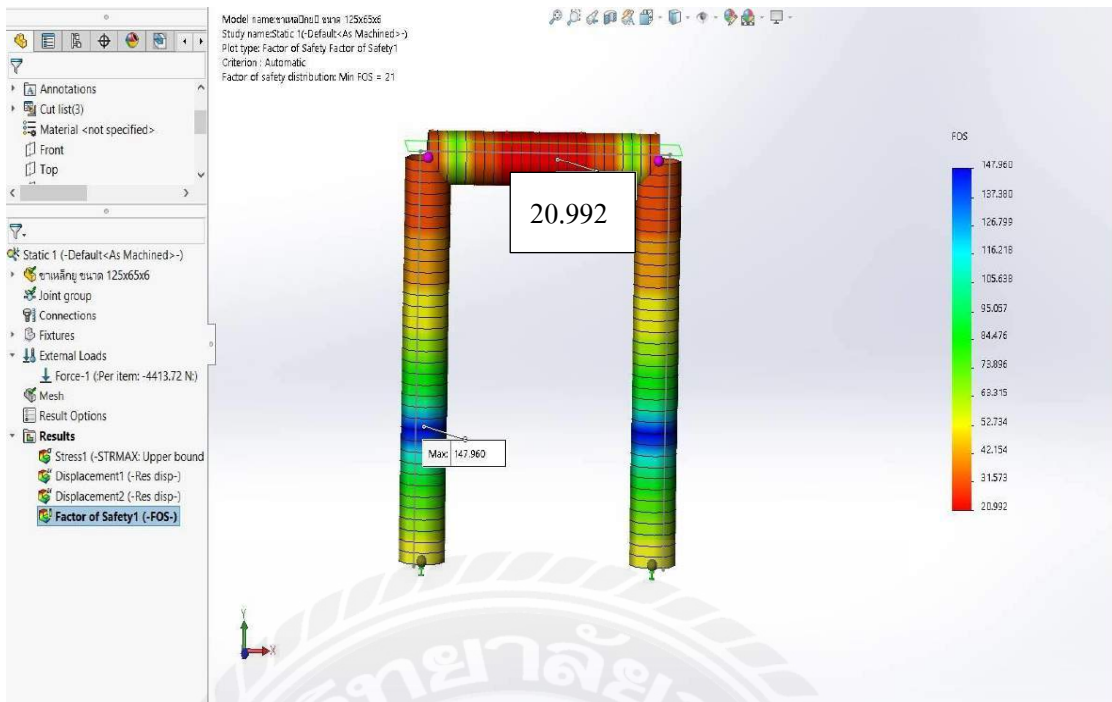 Model name:ขาเหล็กยู ขนาด 125x65x6
Study name:Static 1(-Default<As Machined>-)
Plot type: Factor of Safety Factor of Safety1
Criterion : Automatic
Factor of safety distribution: Min FOS = 21
Annotations
Cut list(3)
Material <not specified>
Front
Top
Static 1 (-Default<As Machined>-)
ขาเหล็กยู ขนาด 125x65x6
Joint group
Connections
Fixtures
External Loads
Force-1 (:Per item: -4413.72 N:)
Mesh
Result Options
Results
Stress1 (-STRMAX: Upper bound
Displacement1 (-Res disp-)
Displacement2 (-Res disp-)
Factor of Safety1 (-FOS-)
20.992
Max: 147.960
FOS
147.960
137.380
126.799
116.218
105.638
95.057
84.476
73.896
63.315
52.734
42.154
31.573
20.992
Y
X